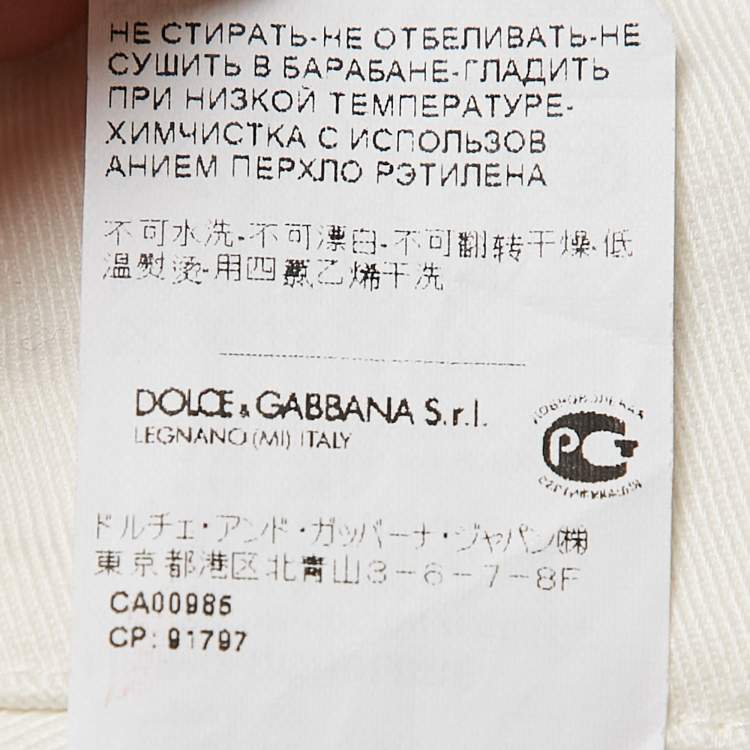 НЕ СТИРАТЬ-НЕ ОТБЕЛИВАТЬ-НЕ
СУШИТЬ В БАРАБАНЕ-ГЛАДИТЬ
ПРИ НИЗКОЙ ТЕМПЕРАТУРЕ-
ХИМЧИСТКА С ИСПОЛЬЗОВ
АНИЕМ ПЕРХЛО РЭТИЛЕНА
不可水洗-不可漂白-不可翻转干燥-低
温熨烫-用四氯乙烯干洗
DOLCE & GABBANA S.r.l.
LEGNANO (MI) ITALY
ДОБРОВОЛЬНАЯ
РСТ
СЕРТИФИКАЦИЯ
ドルチェ・アンド・ガッバーナ・ジャパン㈱
東京都港区北青山3-6-7-8F
CA00985
CP: 91797